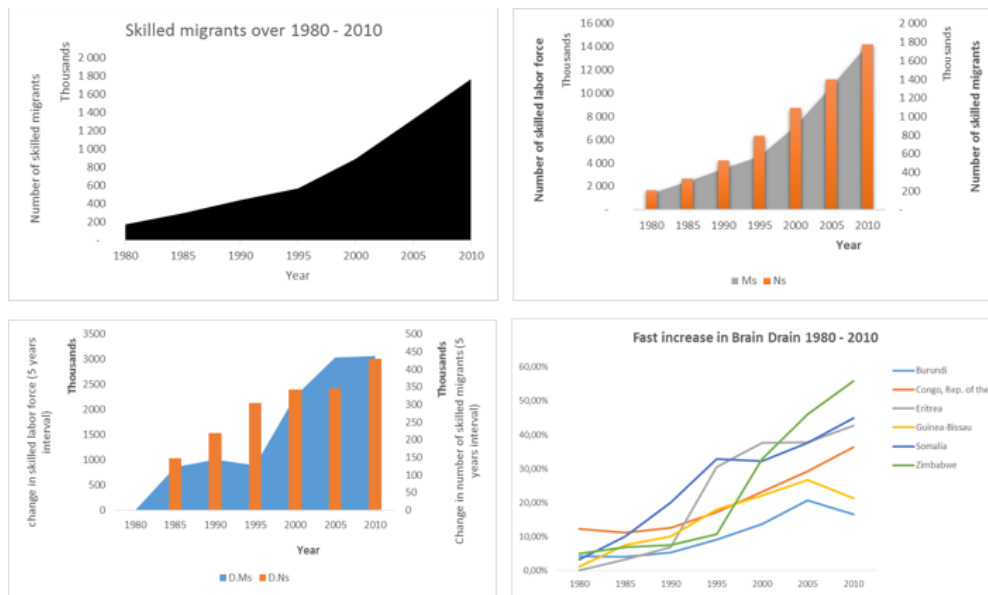 Skilled migrants over 1980 - 2010
Number of skilled migrants
Thousands
2 000
1 800
1 600
1 400
1 200
1 000
800
600
400
200
-
1980 1985 1990 1995 2000 2005 2010
Year
Number of skilled labor force
Thousands
16 000
14 000
12 000
10 000
8 000
6 000
4 000
2 000
-
2 000
1 800
1 600
1 400
1 200
1 000
800
600
400
200
-
Thousands
Number of skilled migrants
1980 1985 1990 1995 2000 2005 2010
Year
Ms Ns
change in skilled labor force (5 years
interval)
Thousands
3500
3000
2500
2000
1500
1000
500
0
500
450
400
350
300
250
200
150
100
50
0
Thousands
Change in number of skilled migrants (5
years interval)
1980 1985 1990 1995 2000 2005 2010
Year
D.Ms D.Ns
Fast increase in Brain Drain 1980 - 2010
60,00%
50,00%
40,00%
30,00%
20,00%
10,00%
0,00%
1980 1985 1990 1995 2000 2005 2010
Burundi
Congo, Rep. of the
Eritrea
Guinea-Bissau
Somalia
Zimbabwe